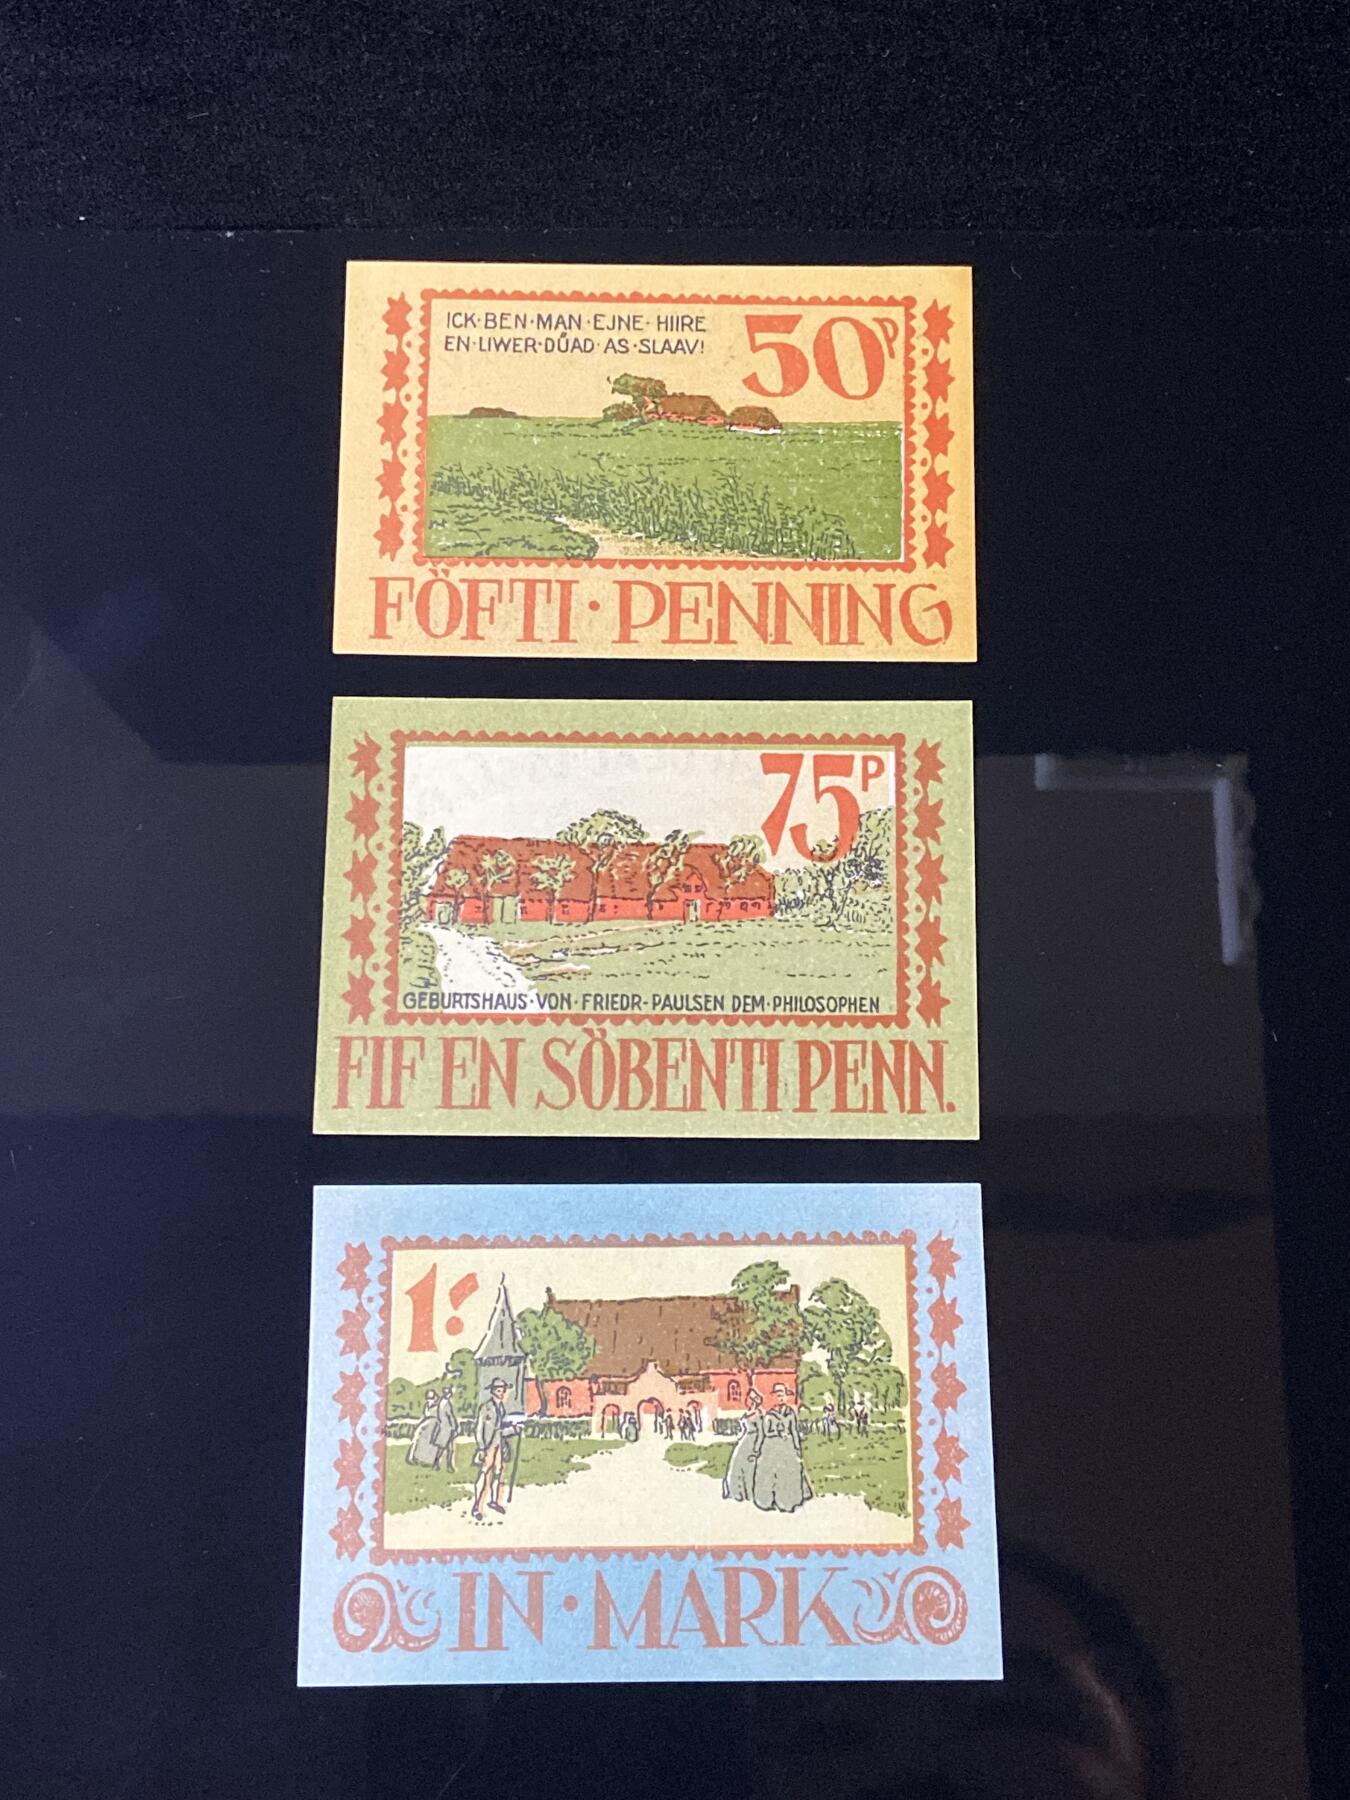 ICK·BEN·MAN·EJNE·HIIRE
EN·LIWER·DŰAD·AS·SLAAV!
50P
FÖFTI·PENNING
75P
GEBURTSHAUS·VON·FRIEDR-PAULSEN DEM·PHILOSOPHEN
FIF EN SÖBENTI PENN.
1:
IN·MARK